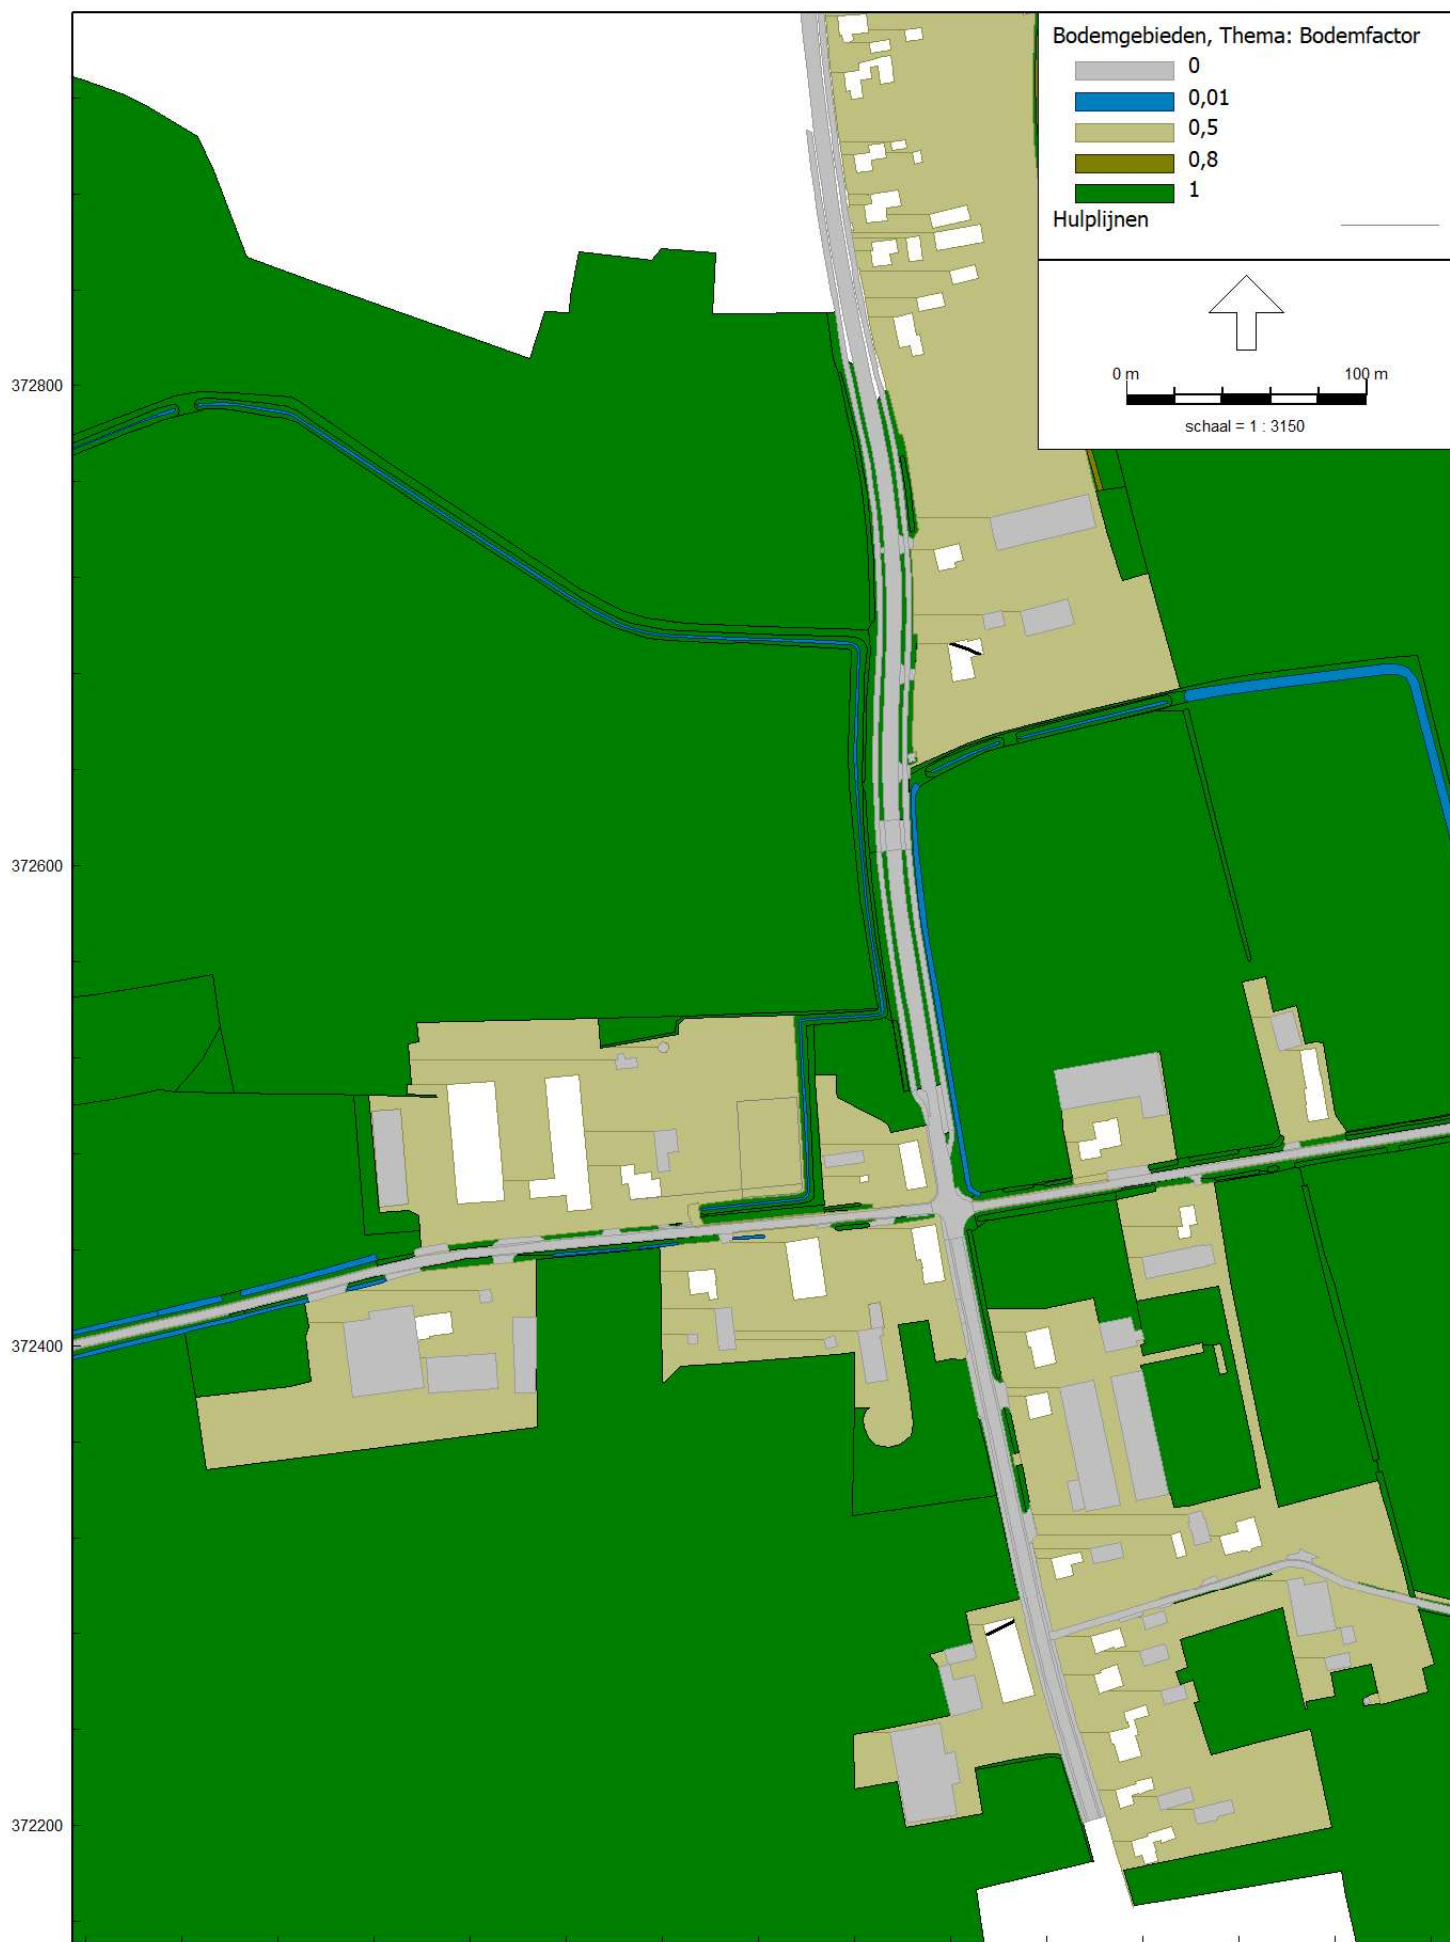 Bodemgebieden, Thema: Bodemfactor
0
0,01
0,5
0,8
1
Hulplijnen
0 m 100 m
schaal = 1 : 3150
372800
372600
372400
372200